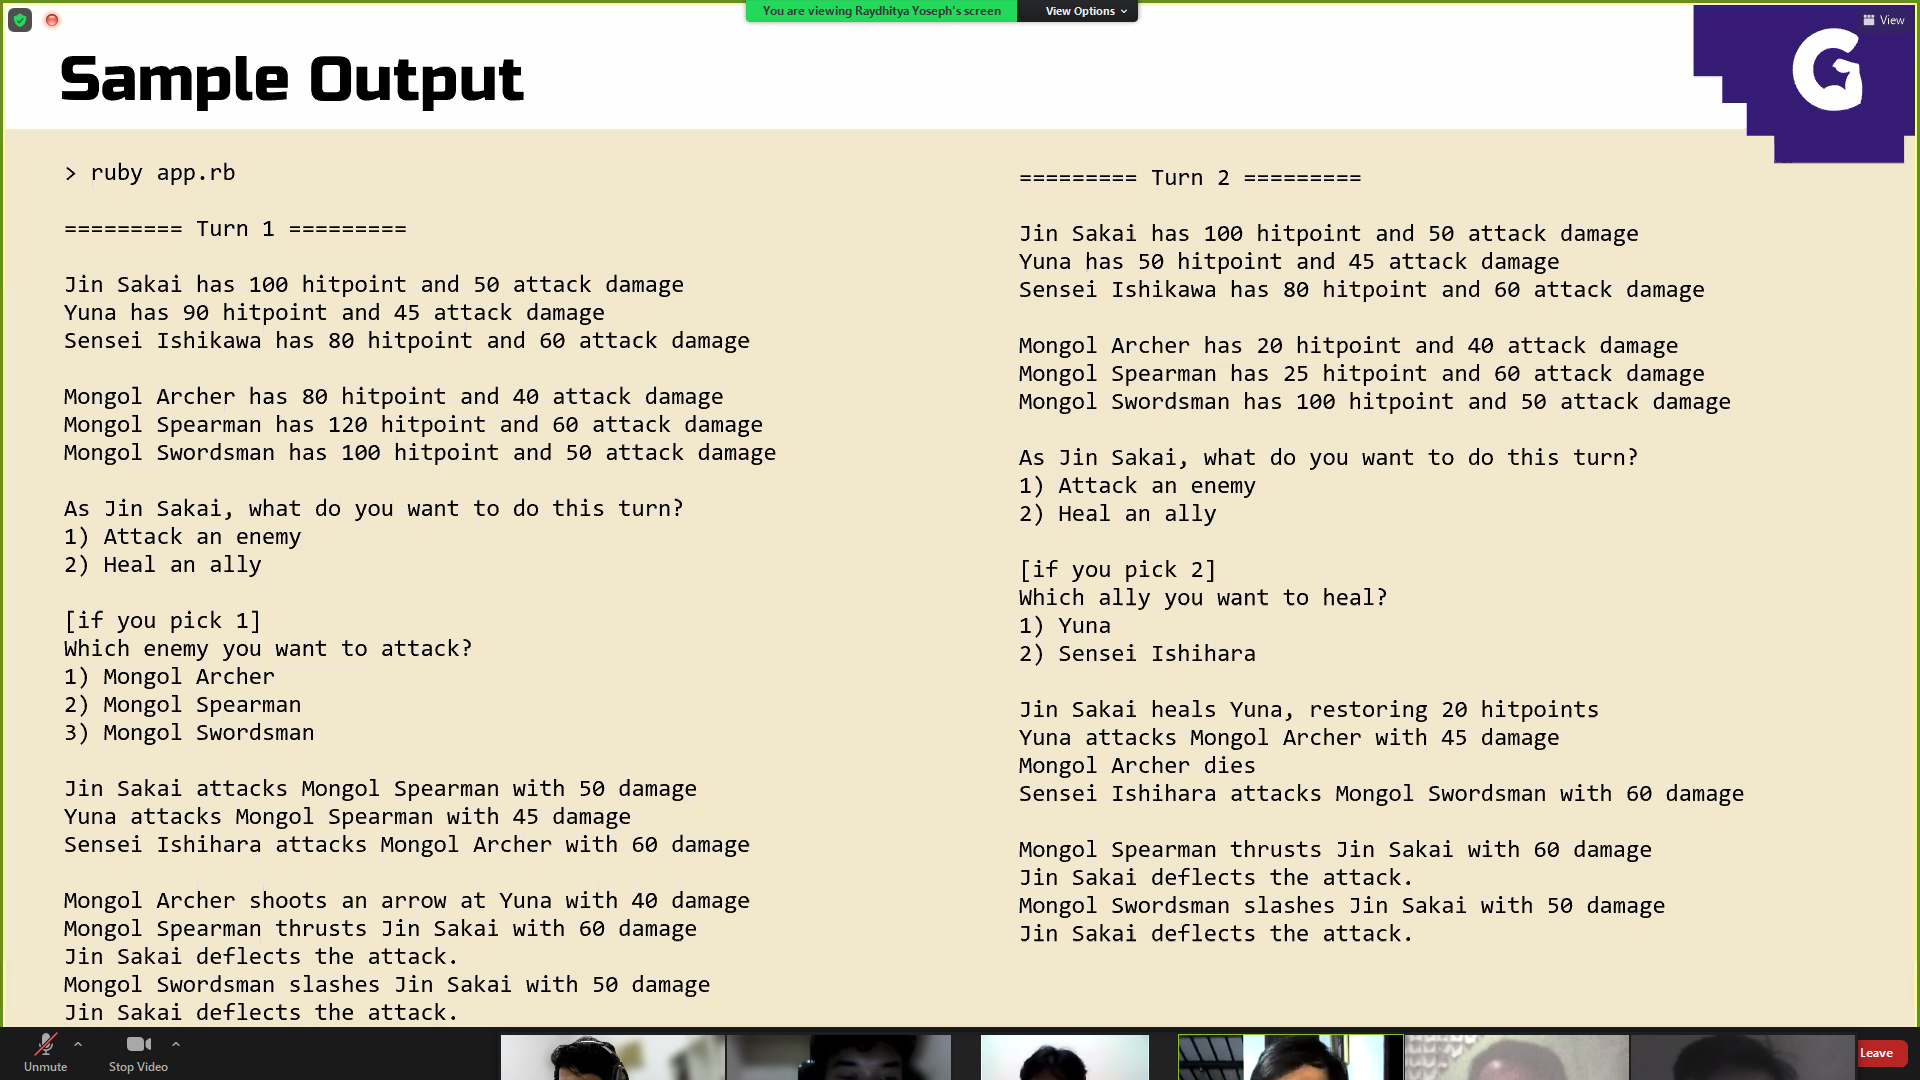 You are viewing Raydhitya Yoseph's screen
View Options
View
Sample Output
G
> ruby app.rb
========= Turn 1 =========
Jin Sakai has 100 hitpoint and 50 attack damage
Yuna has 90 hitpoint and 45 attack damage
Sensei Ishikawa has 80 hitpoint and 60 attack damage
Mongol Archer has 80 hitpoint and 40 attack damage
Mongol Spearman has 120 hitpoint and 60 attack damage
Mongol Swordsman has 100 hitpoint and 50 attack damage
As Jin Sakai, what do you want to do this turn?
1) Attack an enemy
2) Heal an ally
[if you pick 1]
Which enemy you want to attack?
1) Mongol Archer
2) Mongol Spearman
3) Mongol Swordsman
Jin Sakai attacks Mongol Spearman with 50 damage
Yuna attacks Mongol Spearman with 45 damage
Sensei Ishihara attacks Mongol Archer with 60 damage
Mongol Archer shoots an arrow at Yuna with 40 damage
Mongol Spearman thrusts Jin Sakai with 60 damage
Jin Sakai deflects the attack.
Mongol Swordsman slashes Jin Sakai with 50 damage
Jin Sakai deflects the attack.
========= Turn 2 =========
Jin Sakai has 100 hitpoint and 50 attack damage
Yuna has 50 hitpoint and 45 attack damage
Sensei Ishikawa has 80 hitpoint and 60 attack damage
Mongol Archer has 20 hitpoint and 40 attack damage
Mongol Spearman has 25 hitpoint and 60 attack damage
Mongol Swordsman has 100 hitpoint and 50 attack damage
As Jin Sakai, what do you want to do this turn?
1) Attack an enemy
2) Heal an ally
[if you pick 2]
Which ally you want to heal?
1) Yuna
2) Sensei Ishihara
Jin Sakai heals Yuna, restoring 20 hitpoints
Yuna attacks Mongol Archer with 45 damage
Mongol Archer dies
Sensei Ishihara attacks Mongol Swordsman with 60 damage
Mongol Spearman thrusts Jin Sakai with 60 damage
Jin Sakai deflects the attack.
Mongol Swordsman slashes Jin Sakai with 50 damage
Jin Sakai deflects the attack.
Unmute
Stop Video
Leave